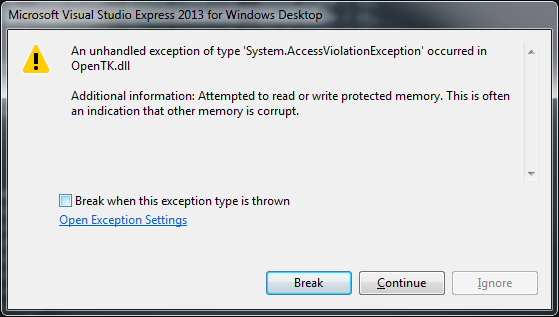 Microsoft Visual Studio Express 2013 for Windows Desktop
An unhandled exception of type 'System.AccessViolationException' occurred in
OpenTK.dll
Additional information: Attempted to read or write protected memory. This is often
an indication that other memory is corrupt.
Break when this exception type is thrown
Open Exception Settings
Break
Continue
Ignore